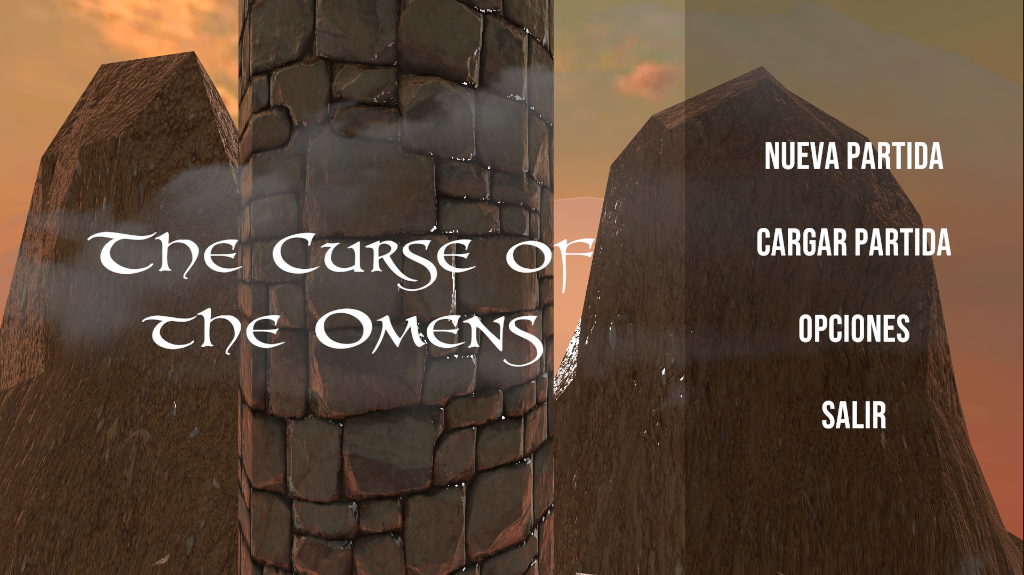 The Curse of
the Omens
NUEVA PARTIDA
CARGAR PARTIDA
OPCIONES
SALIR